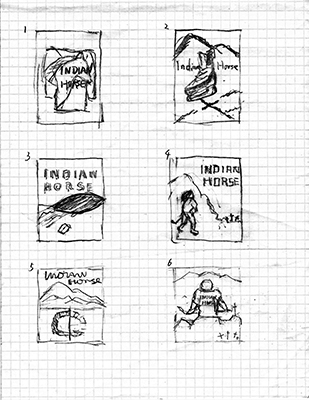 1
2
INDIAN
HORSE
Indian Horse
3
4
INDIAN
HORSE
INDIAN
HORSE
5
6
INDIAN
HORSE
INDIAN
HORSE